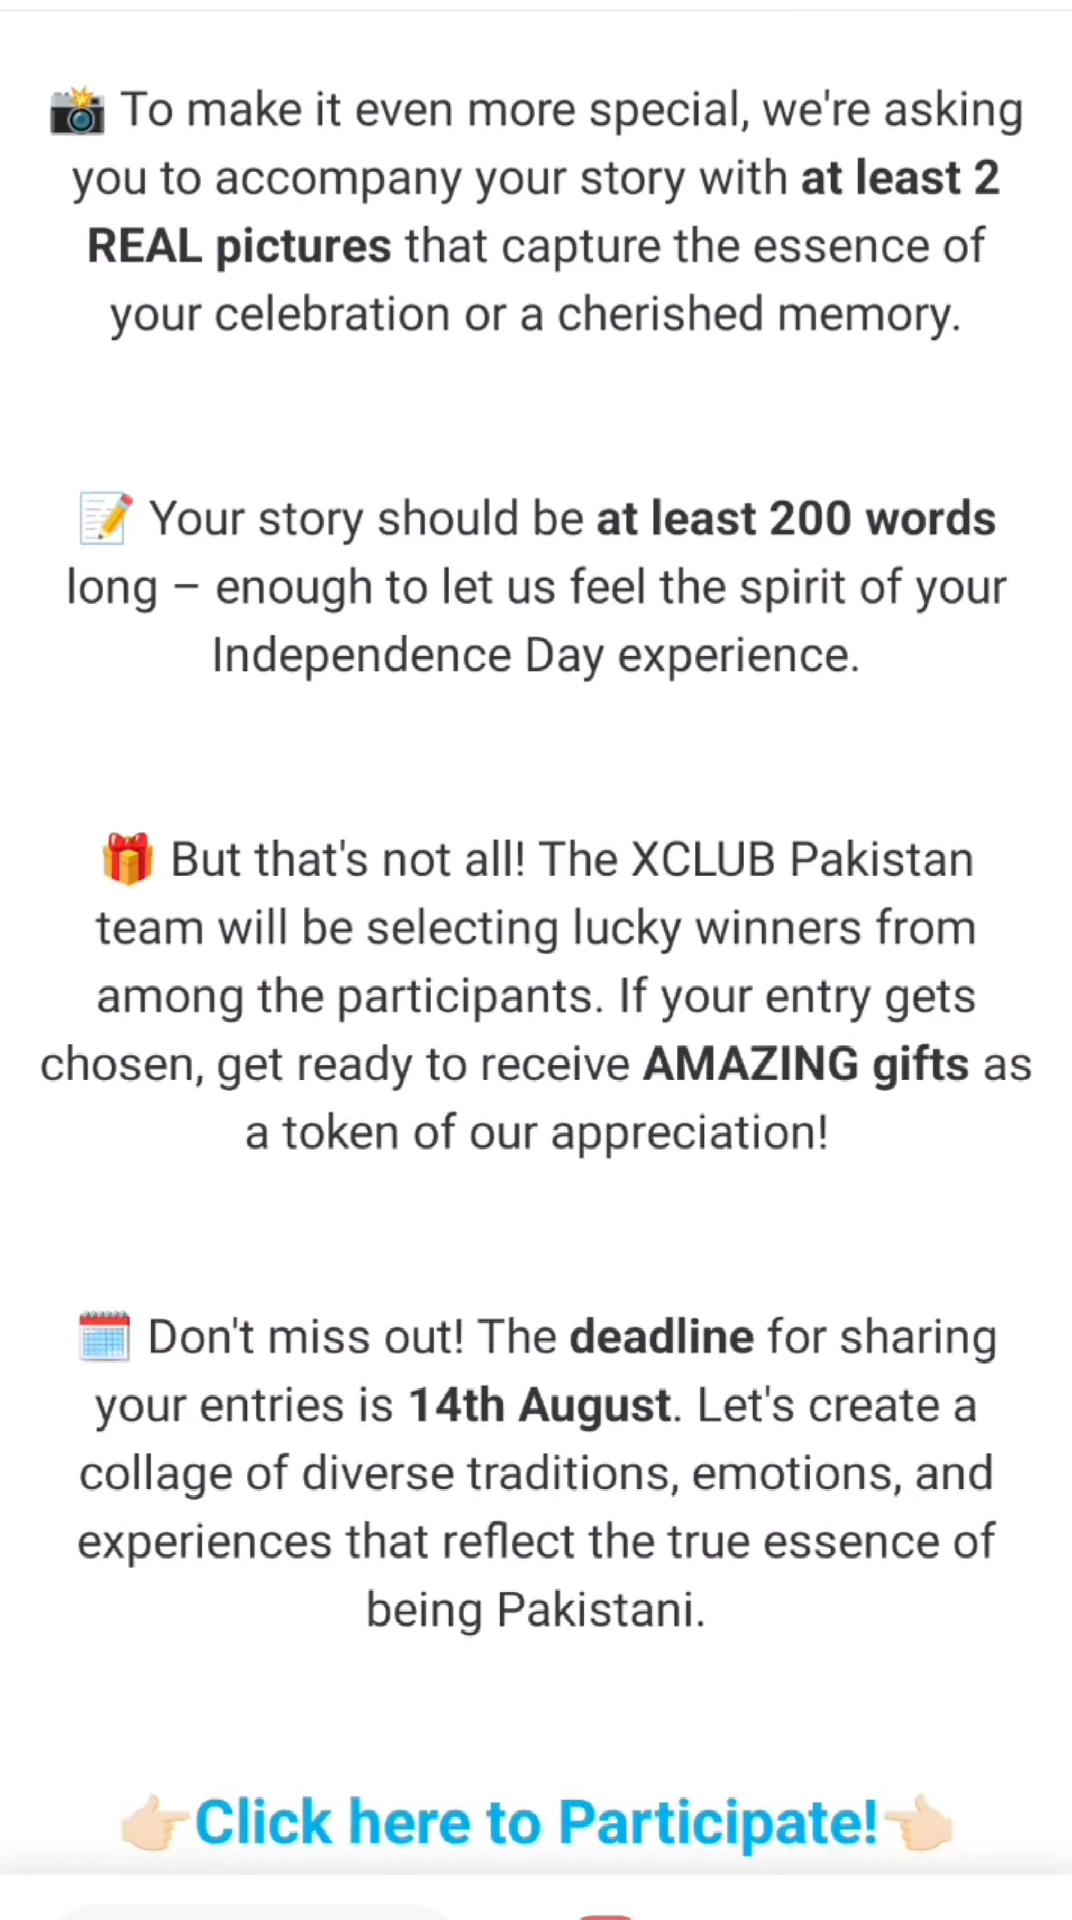 📸 To make it even more special, we're asking
you to accompany your story with at least 2
REAL pictures that capture the essence of
your celebration or a cherished memory.
📝 Your story should be at least 200 words
long – enough to let us feel the spirit of your
Independence Day experience.
🎁 But that's not all! The XCLUB Pakistan
team will be selecting lucky winners from
among the participants. If your entry gets
chosen, get ready to receive AMAZING gifts as
a token of our appreciation!
🗓️ Don't miss out! The deadline for sharing
your entries is 14th August. Let's create a
collage of diverse traditions, emotions, and
experiences that reflect the true essence of
being Pakistani.
👉🏻Click here to Participate!👈🏻